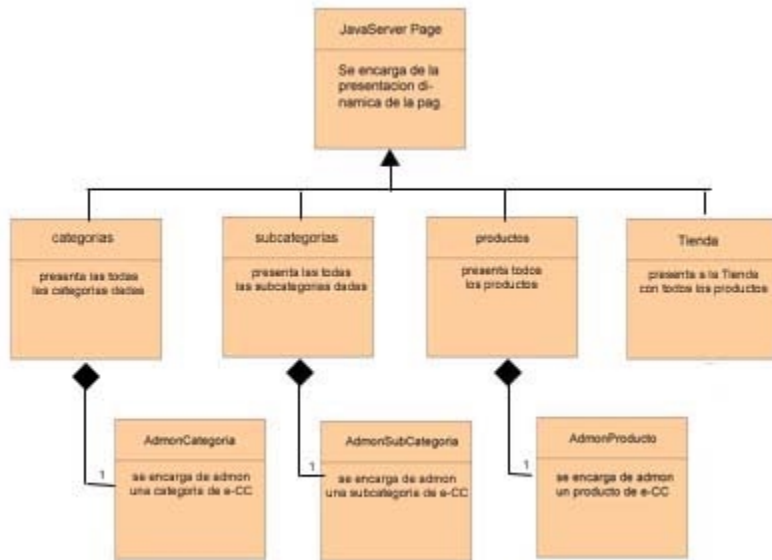 JavaServer Page
Se encarga de la
presentacion di-
namica de la pag.
categorias
presenta las todas
las categorias dadas
subcategorias
presenta las todas
las subcategorias dadas
productos
presenta todos
los productos
Tienda
presenta a la Tienda
con todos los productos
AdmonCategoria
se encarga de admon
una categoria de e-CC
1
AdmonSubCategoria
se encarga de admon
una subcategoria de e-CC
1
AdmonProducto
se encarga de admon
un producto de e-CC
1